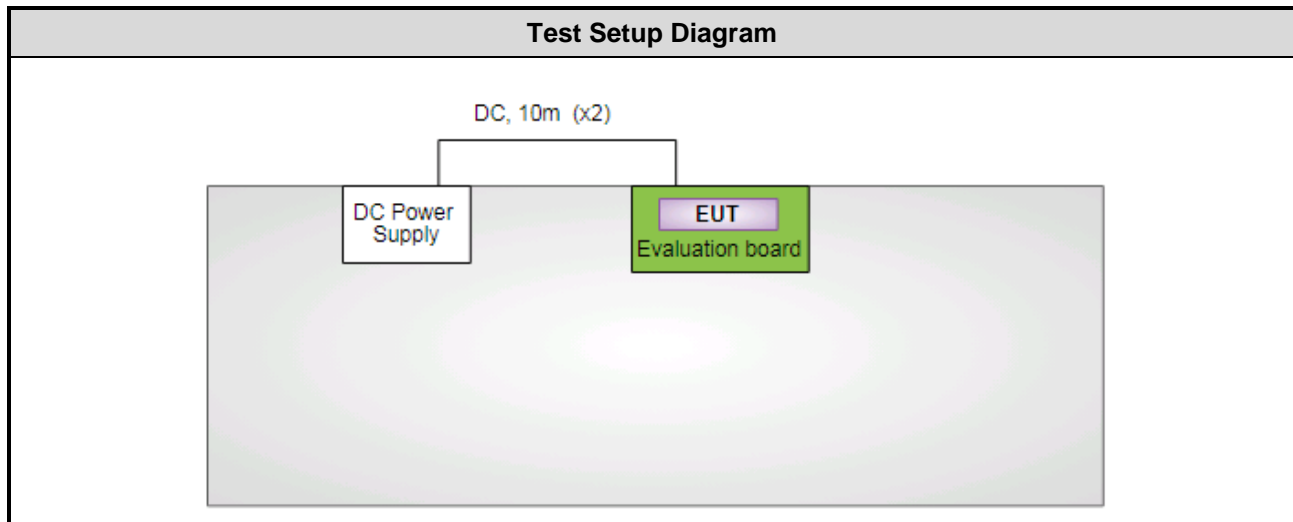 Test Setup Diagram
DC, 10m (x2)
DC Power
Supply
EUT
Evaluation board